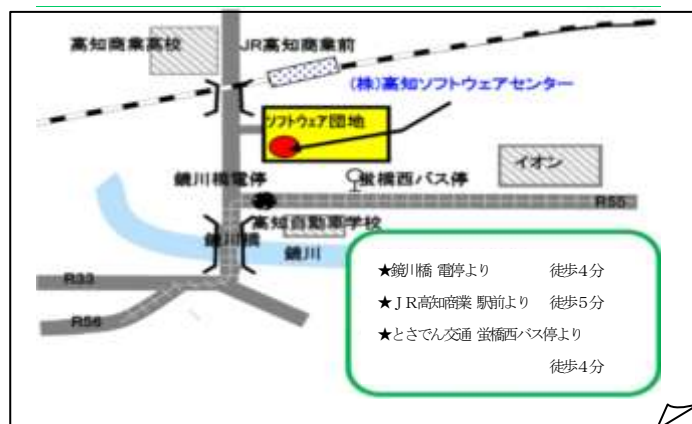 高知商業高校
JR高知商業前
(株)高知ソフトウェアセンター
ソフトウェア団地
イオン
鏡川橋電停
蛍橋西バス停
R55
高知自動車学校
鏡川橋
鏡川
R33
R56
★鏡川橋 電停より 徒歩4分
★JR高知商業 駅前より 徒歩5分
★とさでん交通 蛍橋西バス停より
徒歩4分